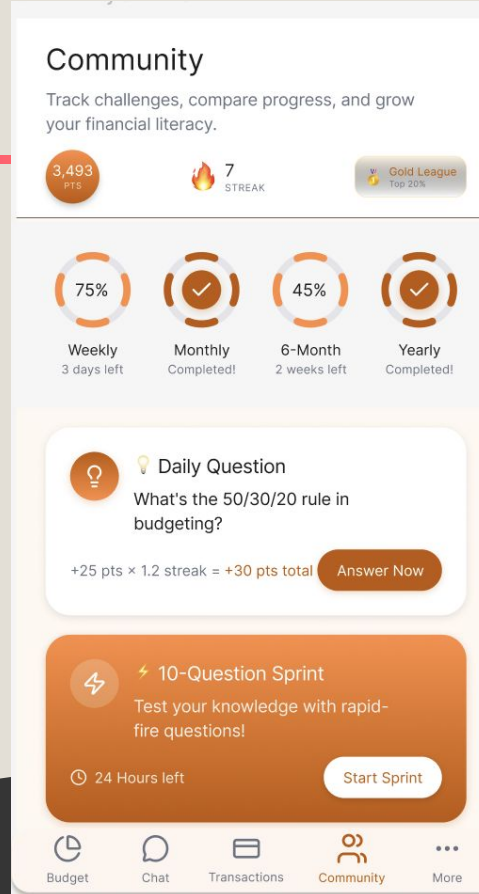 Community
Track challenges, compare progress, and grow
your financial literacy.
3,493
PTS
7
STREAK
Gold League
Top 20%
75%
Weekly
3 days left
Monthly
Completed!
45%
6-Month
2 weeks left
Yearly
Completed!
Daily Question
What's the 50/30/20 rule in
budgeting?
+25 pts × 1.2 streak = +30 pts total
Answer Now
10-Question Sprint
Test your knowledge with rapid-
fire questions!
24 Hours left
Start Sprint
Budget
Chat
Transactions
Community
More